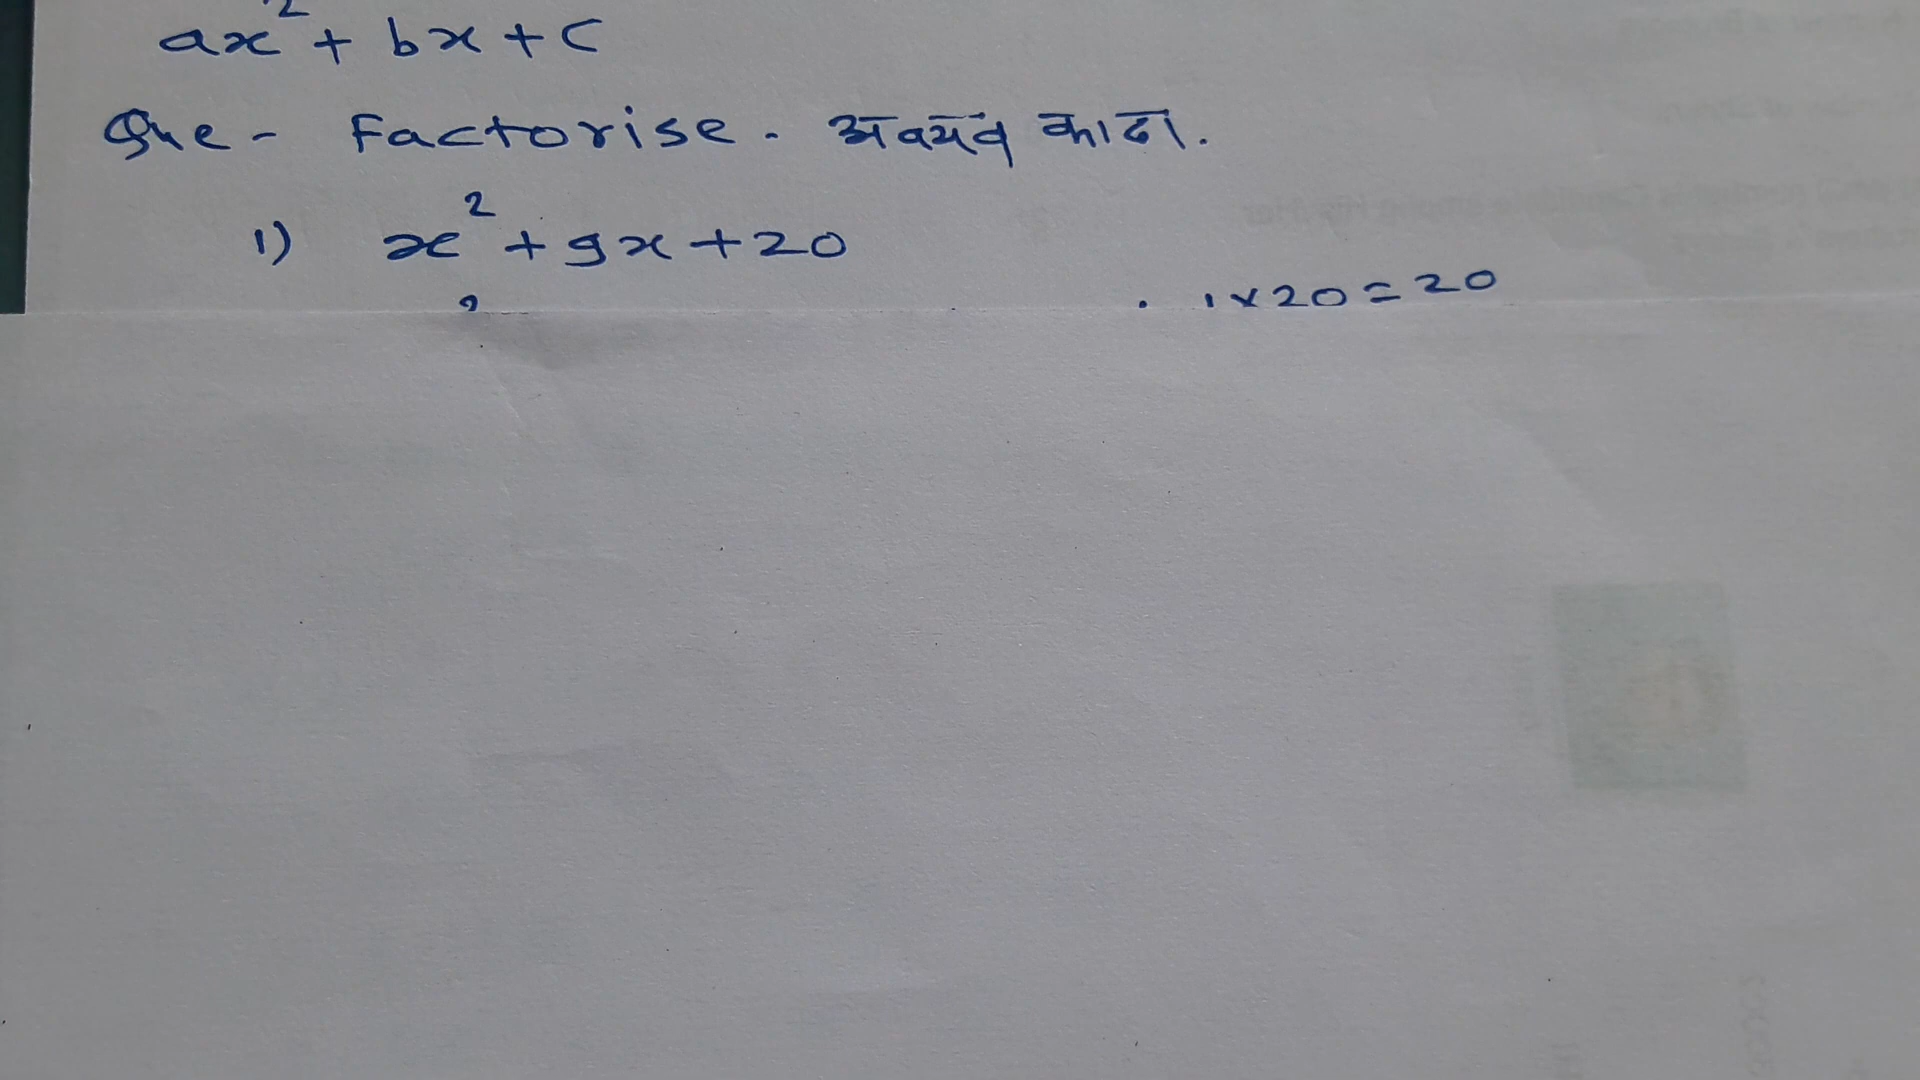 ax² + bx + c
Que - Factorise. अवयव काढा.
1) x² + 9x + 20
1 x 20 = 20